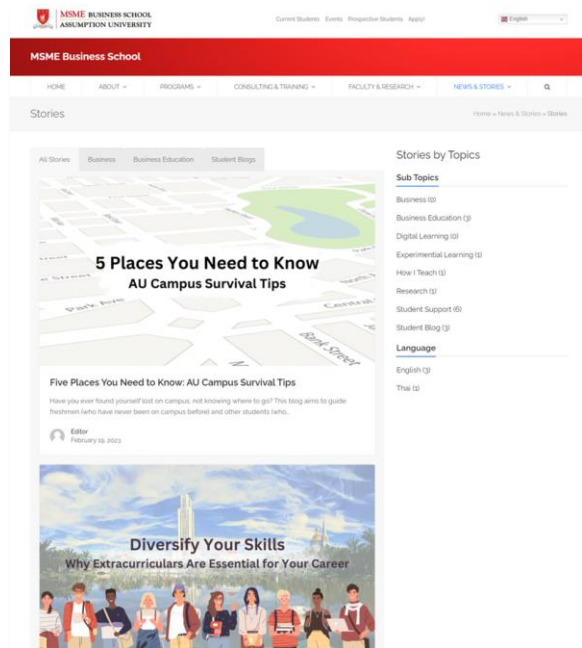 MSME BUSINESS SCHOOL
ASSUMPTION UNIVERSITY
Current Students Events Prospective Students Apply!
English
MSME Business School
HOME ABOUT PROGRAMS CONSULTING & TRAINING FACULTY & RESEARCH NEWS & STORIES
Stories
Home » News & Stories » Stories
All Stories Business Business Education Student Blogs
5 Places You Need to Know
AU Campus Survival Tips
Park Ave
Central
Bank Street
Five Places You Need to Know: AU Campus Survival Tips
Have you ever found yourself lost on campus, not knowing where to go? This blog aims to guide
freshmen (who have never been on campus before) and other students (who...
Editor
February 19, 2023
Diversify Your Skills
Why Extracurriculars Are Essential for Your Career
Stories by Topics
Sub Topics
Business (0)
Business Education (3)
Digital Learning (0)
Experimential Learning (1)
How I Teach (1)
Research (1)
Student Support (6)
Student Blog (3)
Language
English (3)
Thai (1)